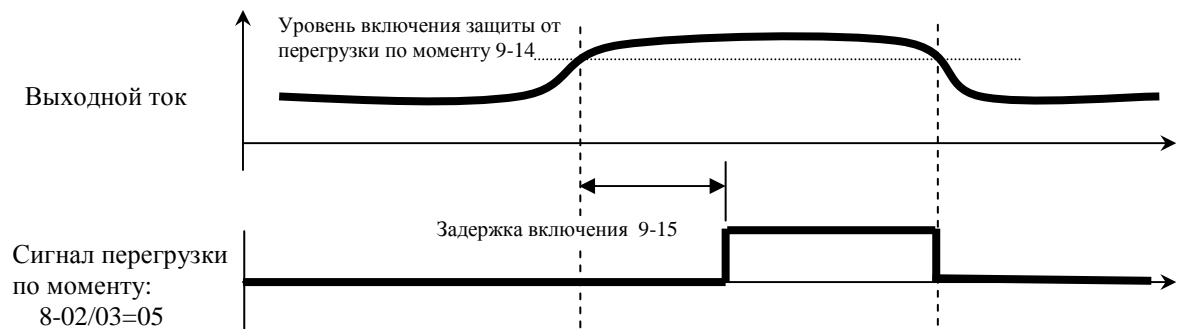 Уровень включения защиты от
перегрузки по моменту 9-14
Выходной ток
Задержка включения 9-15
Сигнал перегрузки
по моменту:
8-02/03=05